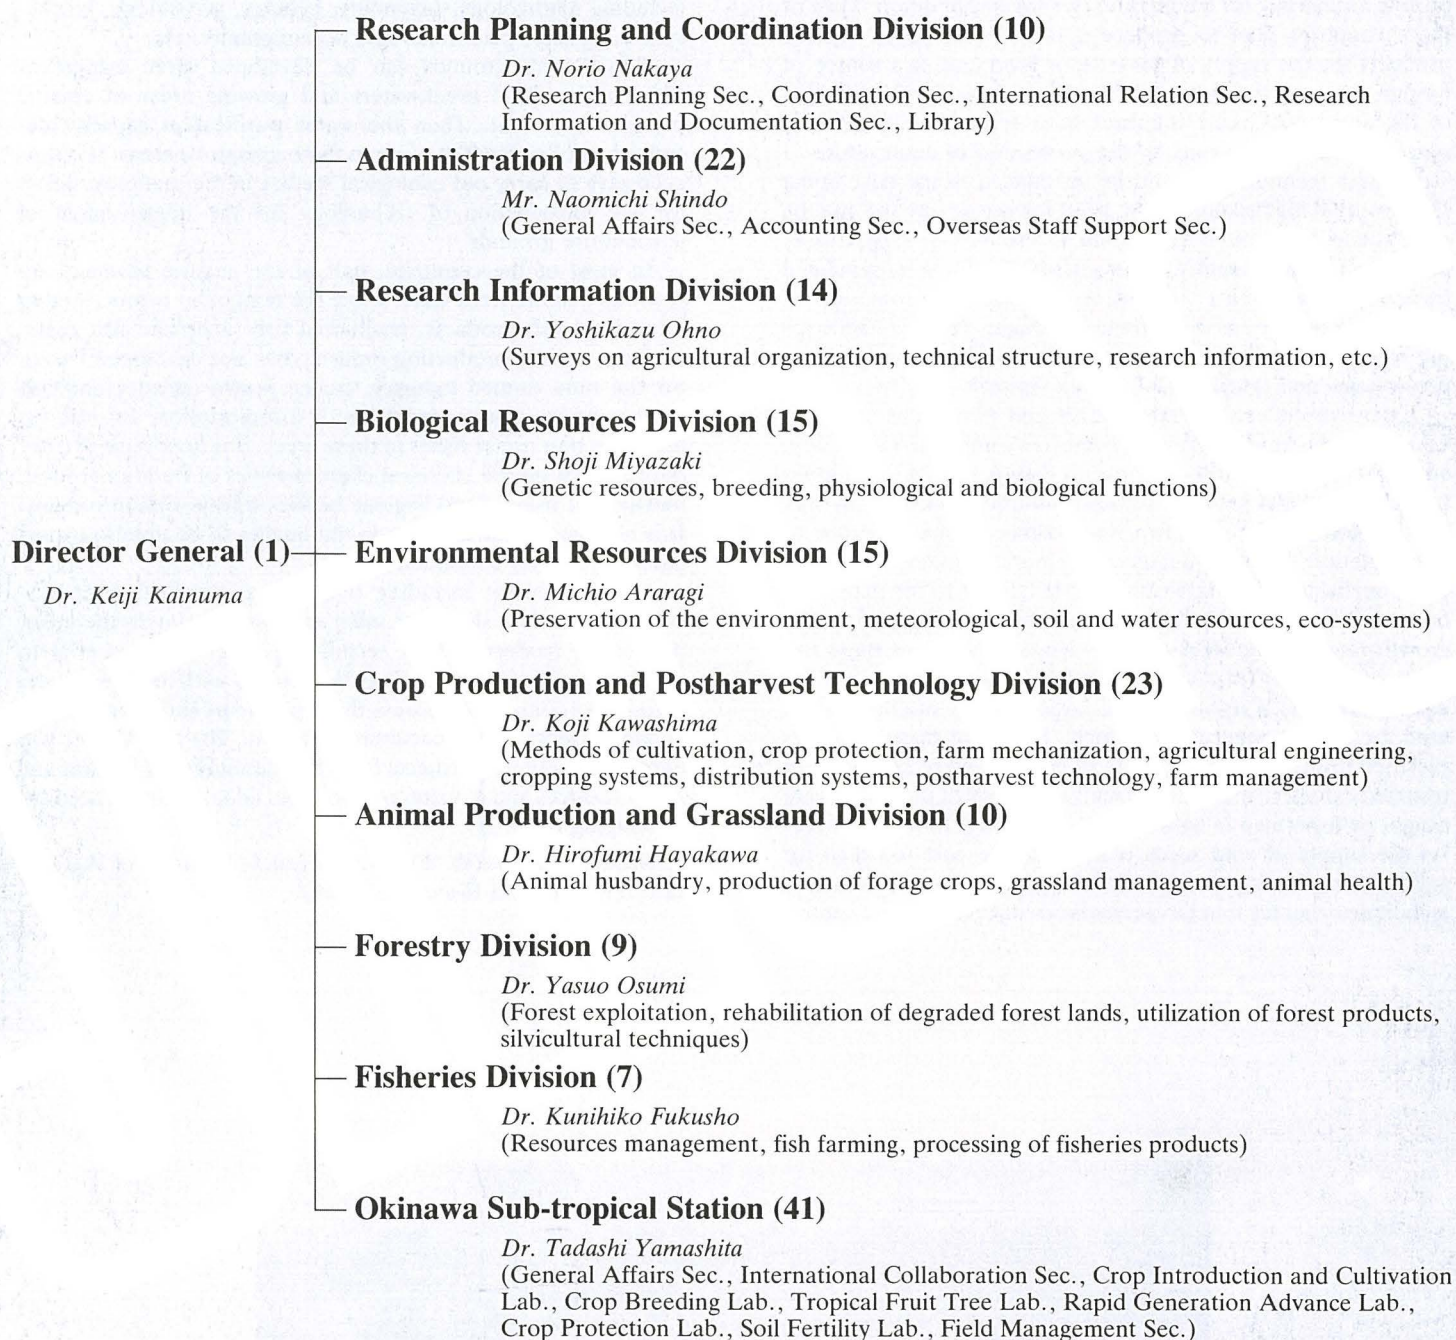 Research Planning and Coordination Division (10)
Dr. Norio Nakaya
(Research Planning Sec., Coordination Sec., International Relation Sec., Research
Information and Documentation Sec., Library)
Administration Division (22)
Mr. Naomichi Shindo
(General Affairs Sec., Accounting Sec., Overseas Staff Support Sec.)
Research Information Division (14)
Dr. Yoshikazu Ohno
(Surveys on agricultural organization, technical structure, research information, etc.)
Biological Resources Division (15)
Dr. Shoji Miyazaki
(Genetic resources, breeding, physiological and biological functions)
Director General (1)
Dr. Keiji Kainuma
Environmental Resources Division (15)
Dr. Michio Araragi
(Preservation of the environment, meteorological, soil and water resources, eco-systems)
Crop Production and Postharvest Technology Division (23)
Dr. Koji Kawashima
(Methods of cultivation, crop protection, farm mechanization, agricultural engineering,
cropping systems, distribution systems, postharvest technology, farm management)
Animal Production and Grassland Division (10)
Dr. Hirofumi Hayakawa
(Animal husbandry, production of forage crops, grassland management, animal health)
Forestry Division (9)
Dr. Yasuo Osumi
(Forest exploitation, rehabilitation of degraded forest lands, utilization of forest products,
silvicultural techniques)
Fisheries Division (7)
Dr. Kunihiko Fukusho
(Resources management, fish farming, processing of fisheries products)
Okinawa Sub-tropical Station (41)
Dr. Tadashi Yamashita
(General Affairs Sec., International Collaboration Sec., Crop Introduction and Cultivation
Lab., Crop Breeding Lab., Tropical Fruit Tree Lab., Rapid Generation Advance Lab.,
Crop Protection Lab., Soil Fertility Lab., Field Management Sec.)